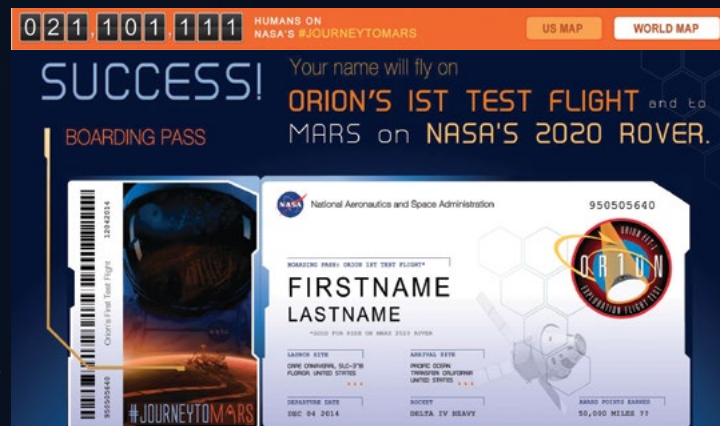 021,101,111
HUMANS ON
NASA'S #JOURNEYTOMARS
US MAP
WORLD MAP
SUCCESS!
Your name will fly on
ORION'S 1ST TEST FLIGHT and to
MARS on NASA'S 2020 ROVER.
BOARDING PASS
950505640
Orion's First Test Flight
12042014
#JOURNEYTOMARS
NASA
National Aeronautics and Space Administration
950505640
BOARDING PASS: ORION 1ST TEST FLIGHT*
FIRSTNAME
LASTNAME
*GOOD FOR RIDE ON MARS 2020 ROVER
LAUNCH SITE
CAPE CANAVERAL, SLC-37B
FLORIDA UNITED STATES
ARRIVAL SITE
PACIFIC OCEAN
TRANSFER CALIFORNIA
UNITED STATES
DEPARTURE DATE
DEC 04 2014
ROCKET
DELTA IV HEAVY
AWARD POINTS EARNED
50,000 MILES ??
ORION
EXPLORATION FLIGHT TEST